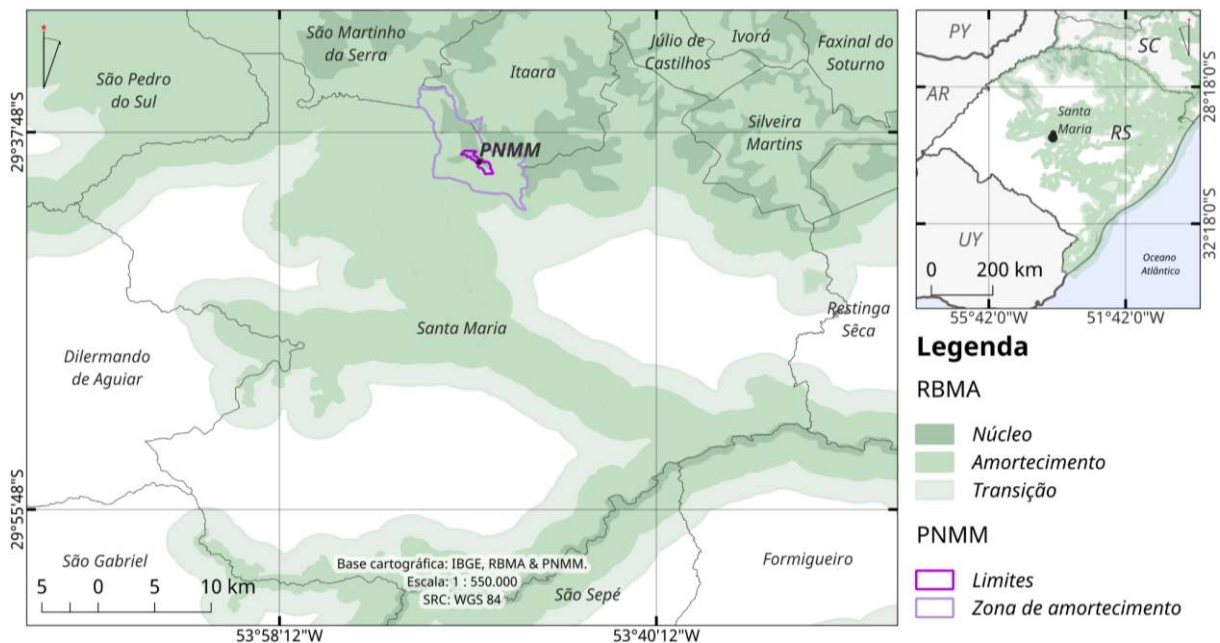 São Martinho
da Serra
São Pedro
do Sul
Itaara
Júlio de
Castilhos
Ivorá
Faxinal do
Soturno
Silveira
Martins
PNMM
Santa Maria
Restinga
Sêca
Dilermando
de Aguiar
São Gabriel
Base cartográfica: IBGE, RBMA & PNMM.
Escala: 1 : 550.000
SRC: WGS 84
São Sepé
Formigueiro
5 0 5 10 km
29°37'48"S
29°55'48"S
53°58'12"W
53°40'12"W
PY
SC
AR
Santa
Maria
RS
UY
Oceano
Atlântico
0 200 km
28°18'0"S
32°18'0"S
55°42'0"W
51°42'0"W
Legenda
RBMA
Núcleo
Amortecimento
Transição
PNMM
Limites
Zona de amortecimento